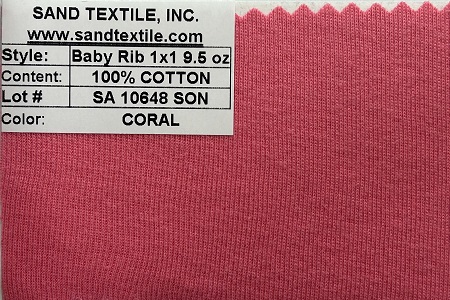 SAND TEXTILE, INC.
www.sandtextile.com
Style: Baby Rib 1x1 9.5 oz
Content: 100% COTTON
Lot # SA 10648 SON
Color: CORAL